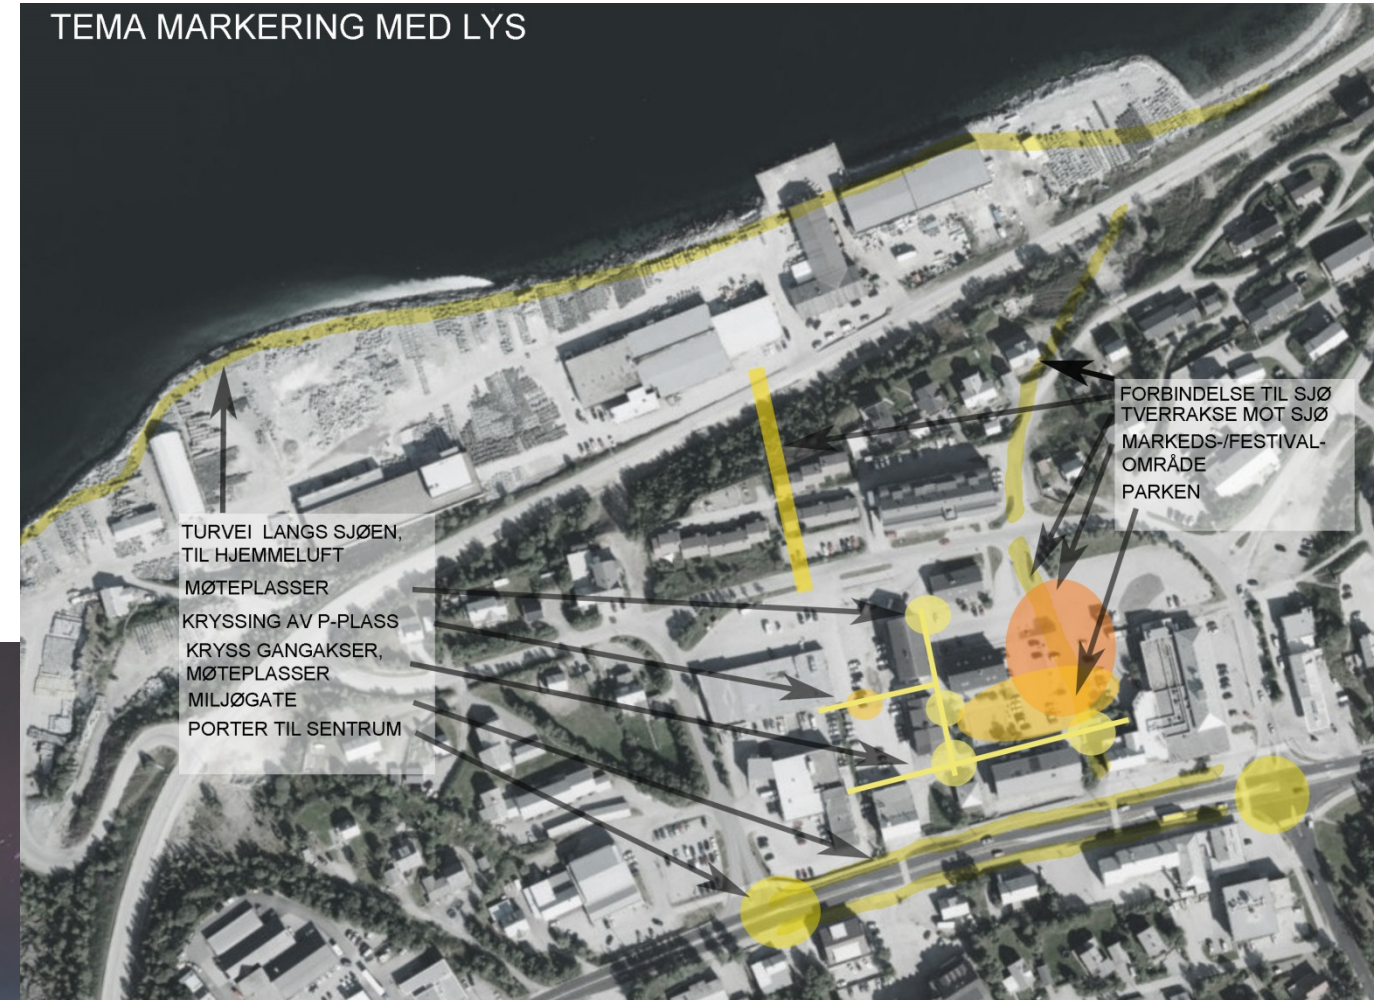 TEMA MARKERING MED LYS
FORBINDELSE TIL SJØ
TVERRAKSE MOT SJØ
MARKEDS-/FESTIVAL-
OMRÅDE
PARKEN
TURVEI LANGS SJØEN,
TIL HJEMMELUFT
MØTEPLASSER
KRYSSING AV P-PLASS
KRYSS GANGAKSER,
MØTEPLASSER
MILJØGATE
PORTER TIL SENTRUM